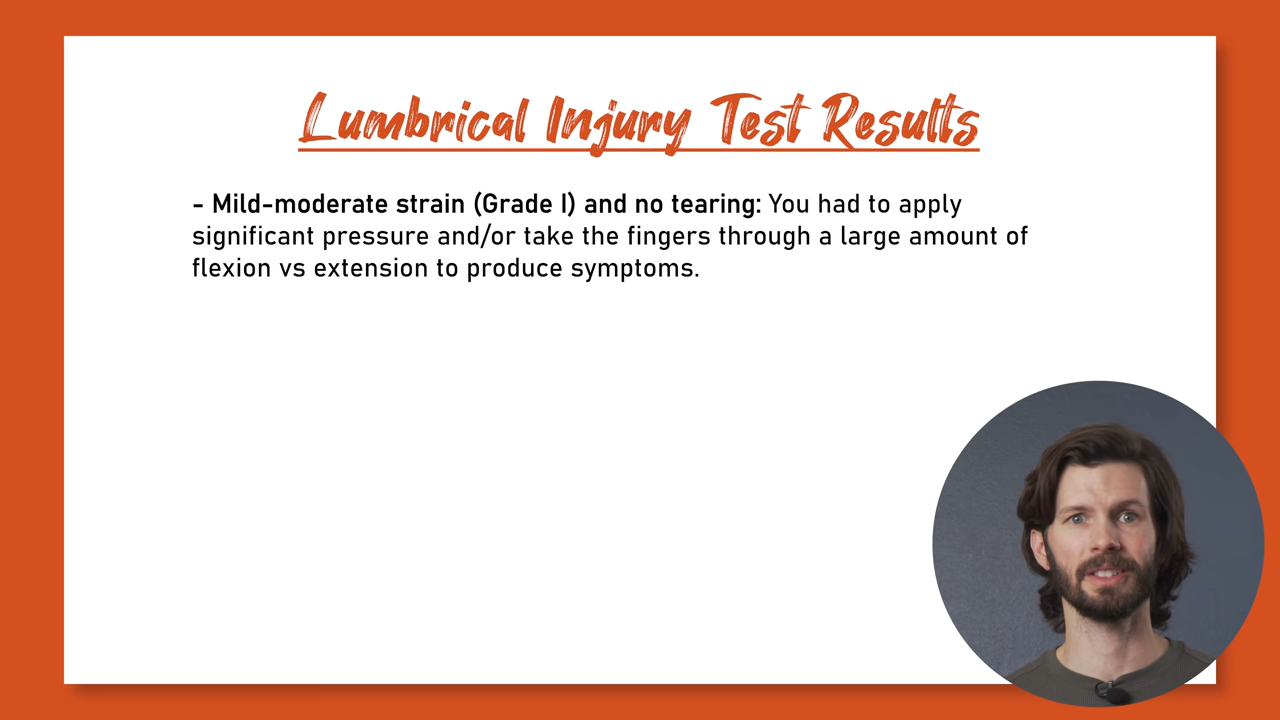 Lumbrical Injury Test Results
- Mild-moderate strain (Grade I) and no tearing: You had to apply
significant pressure and/or take the fingers through a large amount of
flexion vs extension to produce symptoms.